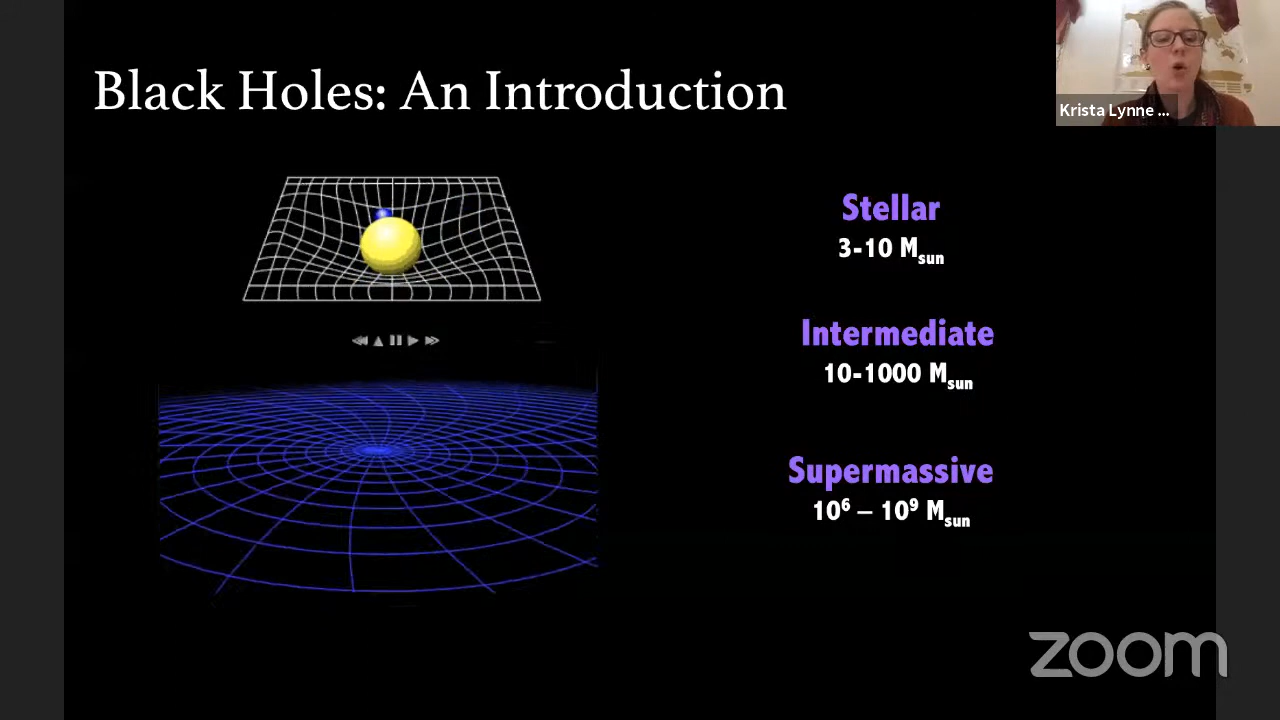 Black Holes: An Introduction
Krista Lynne ...
Stellar
3-10 Msun
Intermediate
10-1000 Msun
Supermassive
10⁶ – 10⁹ Msun
zoom